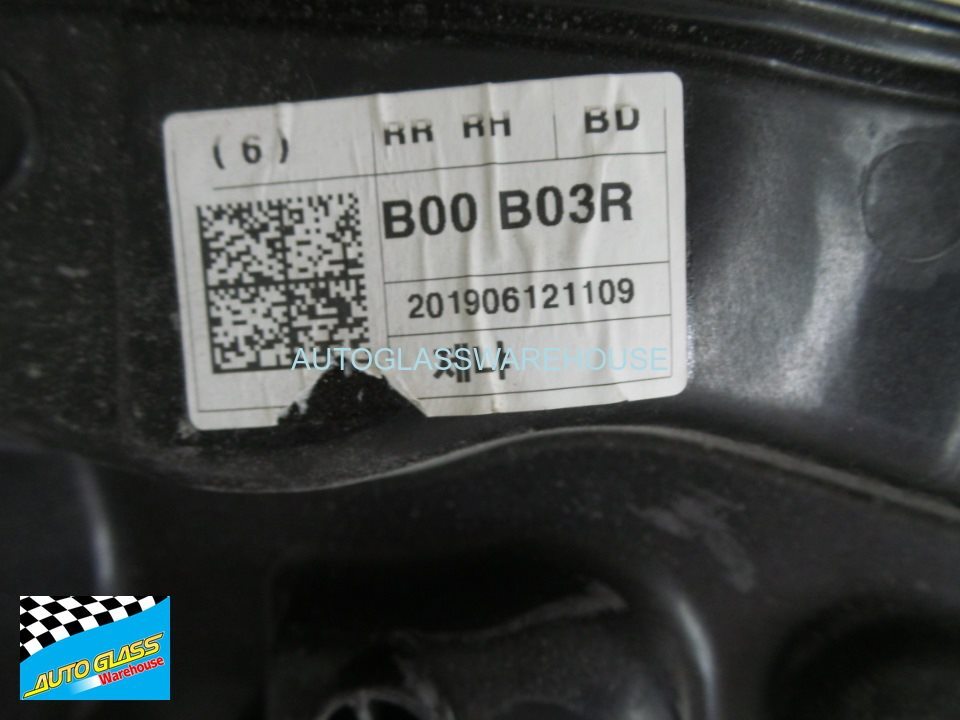 ( 6 ) RR RH BD
B00 B03R
201906121109
AUTOGLASSWAREHOUSE
AUTO GLASS
Warehouse